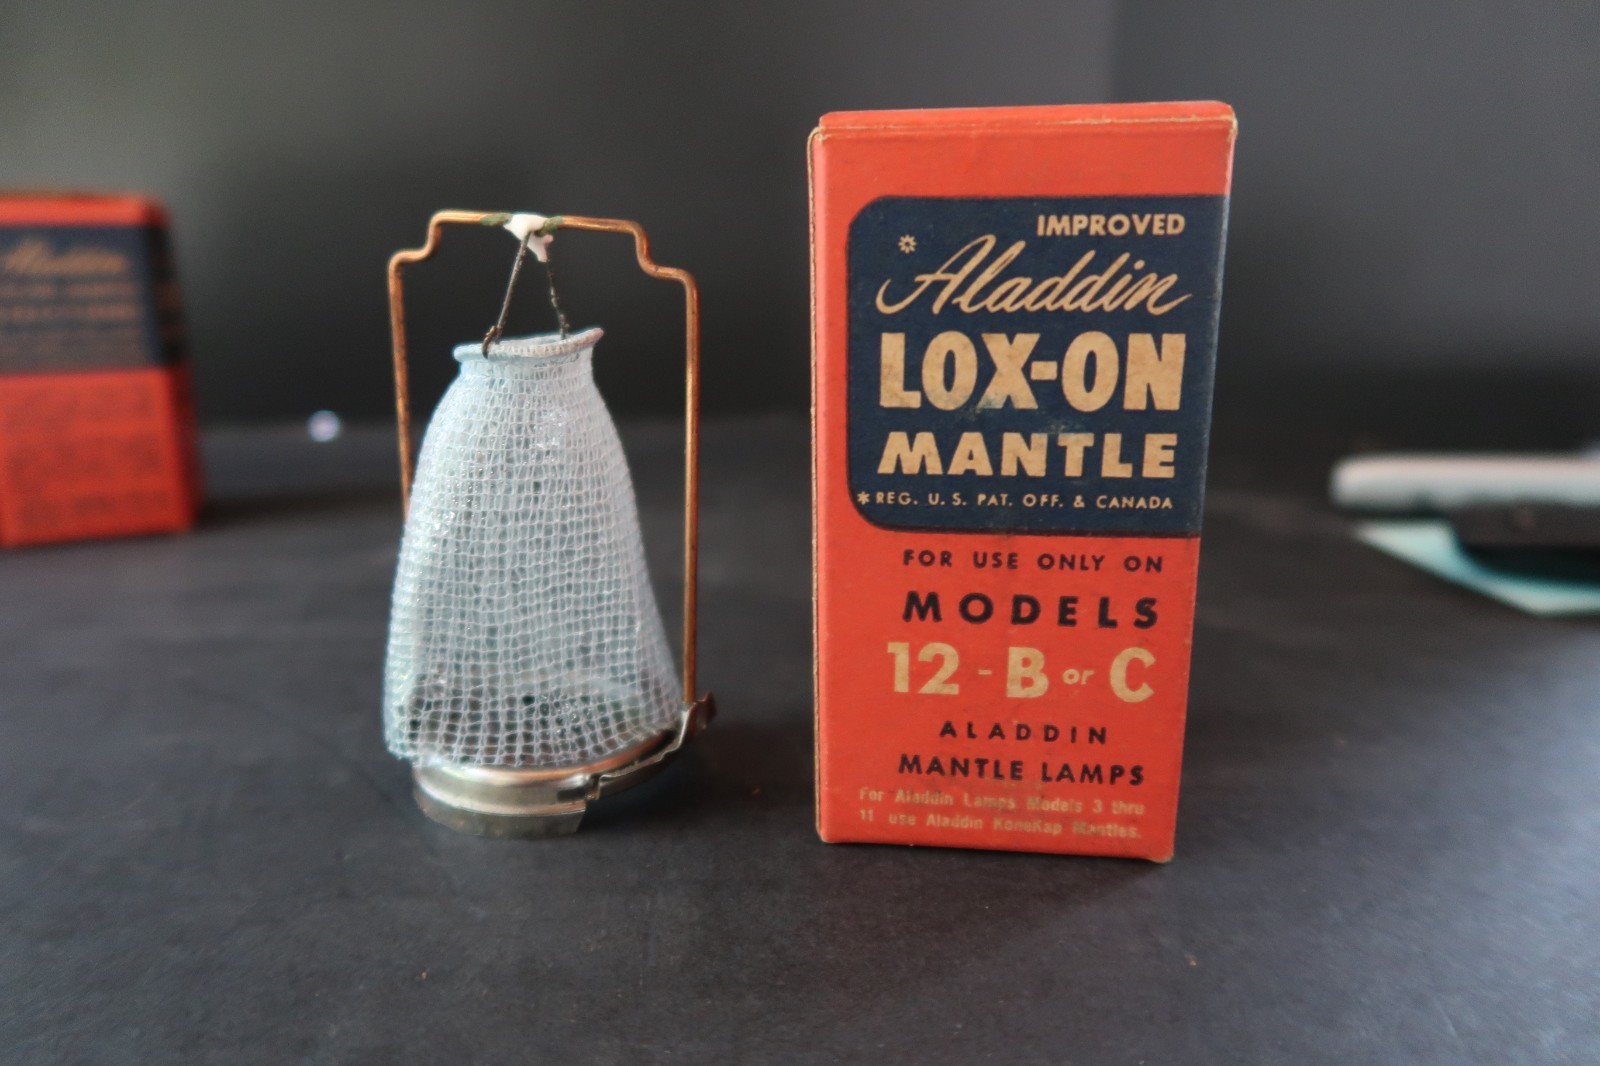 IMPROVED
*Aladdin
LOX-ON
MANTLE
*REG. U. S. PAT. OFF. & CANADA
FOR USE ONLY ON
MODELS
12-B or C
ALADDIN
MANTLE LAMPS
For Aladdin Lamps Models 3 thru
11 use Aladdin KoneKap Mantles.
Aladdin